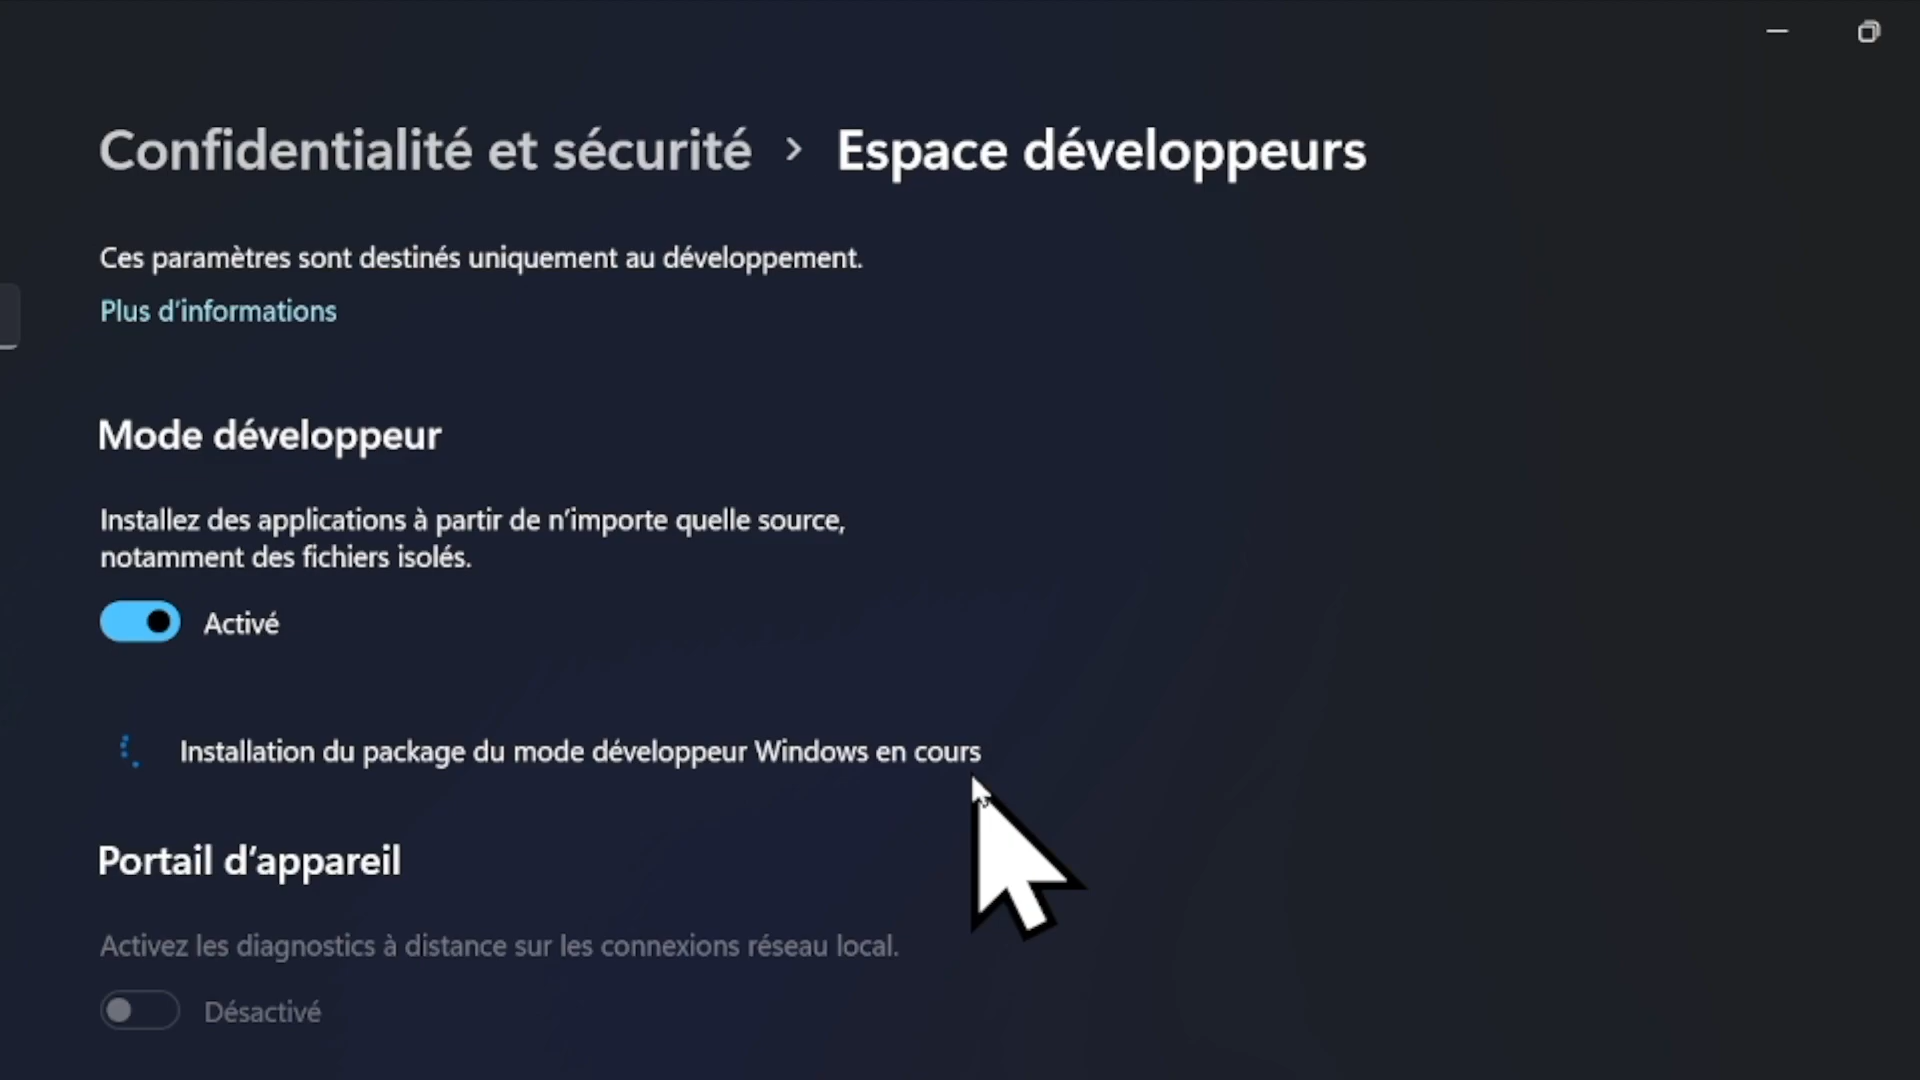 Confidentialité et sécurité > Espace développeurs
Ces paramètres sont destinés uniquement au développement.
Plus d’informations
Mode développeur
Installez des applications à partir de n’importe quelle source,
notamment des fichiers isolés.
Activé
Installation du package du mode développeur Windows en cours
Portail d’appareil
Activez les diagnostics à distance sur les connexions réseau local.
Désactivé